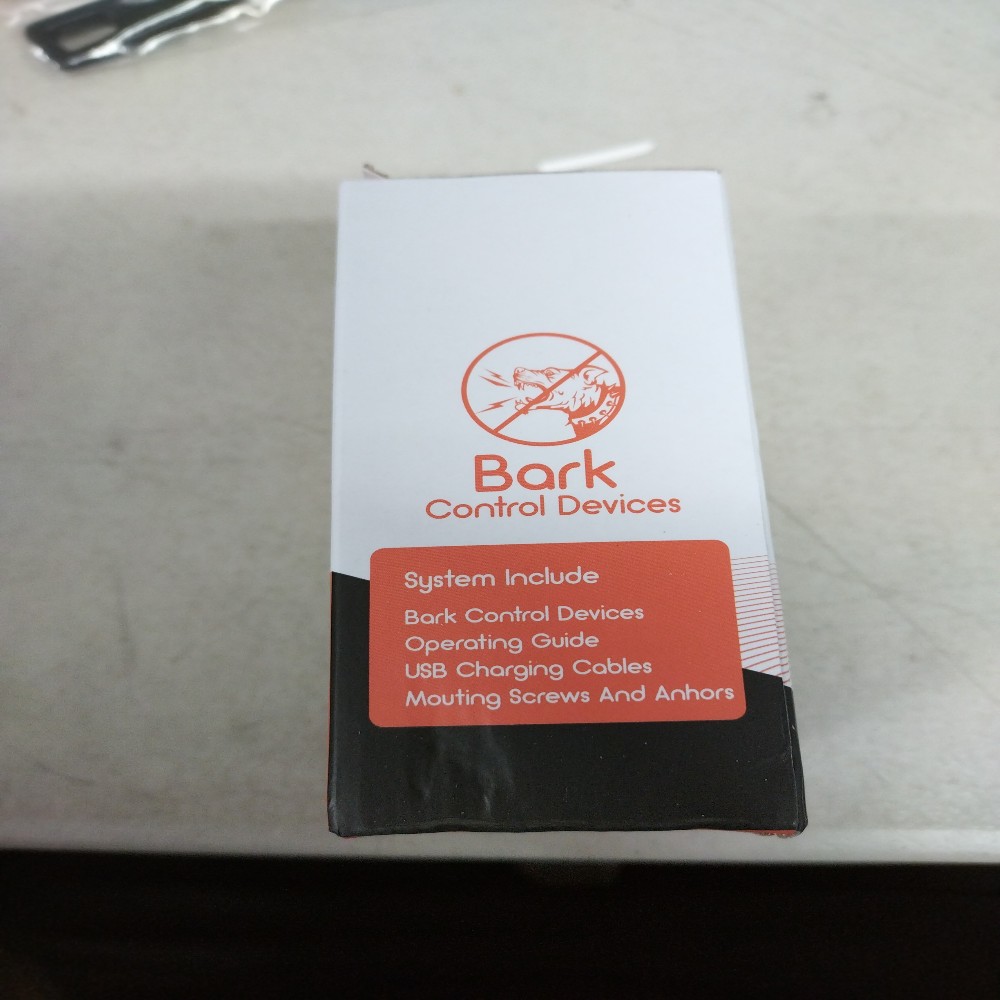 Bark
Control Devices
System Include
Bark Control Devices
Operating Guide
USB Charging Cables
Mouting Screws And Anhors